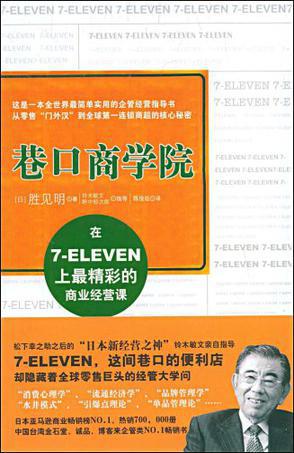 这是一本全世界最简单实用的企管经营指导书
从零售“门外汉”到全球第一连锁商超的核心秘密
7-ELEVEN
7-ELEVEN
巷口商学院
[日] 胜见明 ◎著
在
7-ELEVEN
上最精彩的
商业经营课
松下幸之助之后的“日本新经营之神”铃木敏文亲自指导
7-ELEVEN，这间巷口的便利店
却隐藏着全球零售巨头的经管大学问
“消费心理学”、“流通经济学”、“品牌管理学”
“水井模式”、“引爆点理论”、“单品管理论”……
日本亚马逊商业畅销榜NO.1，热销700，000册
中国台湾金石堂、诚品、博客来企管类NO.1畅销书